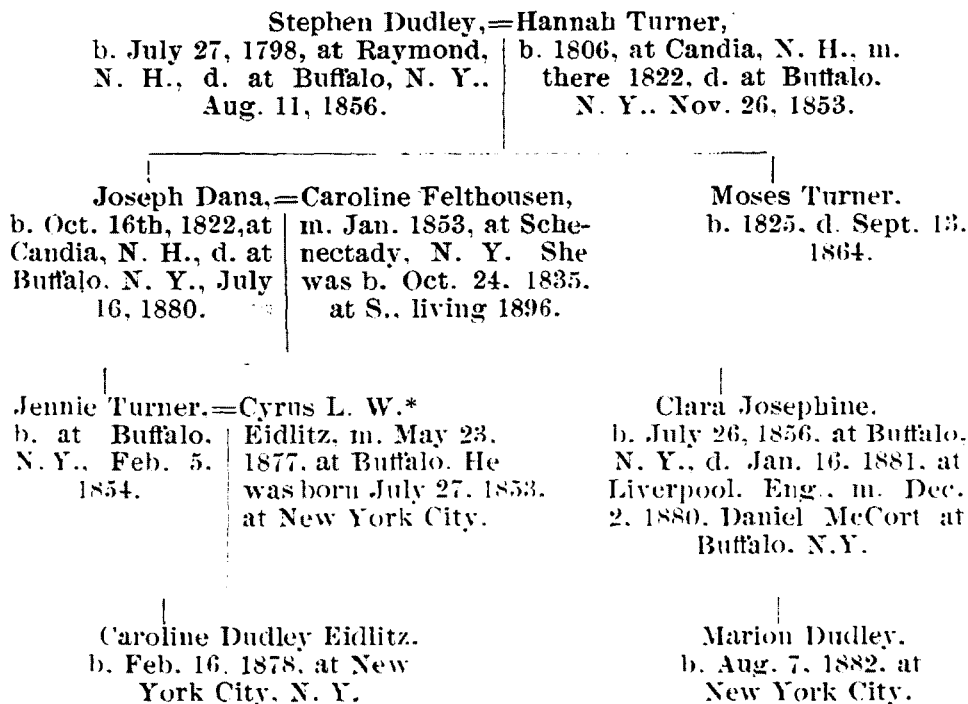 Stephen Dudley,=Hannah Turner,
b. July 27, 1798, at Raymond,
N. H., d. at Buffalo, N. Y..
Aug. 11, 1856.
b. 1806, at Candia, N. H., m.
there 1822, d. at Buffalo.
N. Y.. Nov. 26, 1853.
Joseph Dana,=Caroline Felthousen,
b. Oct. 16th, 1822,at
Candia, N. H., d. at
Buffalo. N. Y., July
16, 1880.
m. Jan. 1853, at Sche-
nectady, N. Y. She
was b. Oct. 24. 1835.
at S., living 1896.
Moses Turner.
b. 1825. d. Sept. 13.
1864.
Jennie Turner.=Cyrus L. W.*
b. at Buffalo.
N. Y., Feb. 5.
1854.
Eidlitz, m. May 23.
1877. at Buffalo. He
was born July 27. 1853.
at New York City.
Clara Josephine.
b. July 26, 1856. at Buffalo.
N. Y., d. Jan. 16. 1881. at
Liverpool. Eng., m. Dec.
2. 1880. Daniel McCort at
Buffalo. N.Y.
Caroline Dudley Eidlitz.
b. Feb. 16. 1878. at New
York City. N. Y.
Marion Dudley.
b. Aug. 7. 1882. at
New York City.